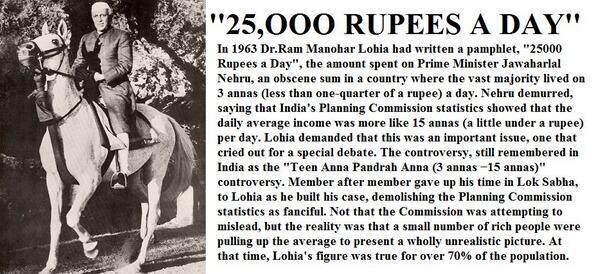 "25,OOO RUPEES A DAY"
In 1963 Dr.Ram Manohar Lohia had written a pamphlet, "25000
Rupees a Day", the amount spent on Prime Minister Jawaharlal
Nehru, an obscene sum in a country where the vast majority lived on
3 annas (less than one-quarter of a rupee) a day. Nehru demurred,
saying that India's Planning Commission statistics showed that the
daily average income was more like 15 annas (a little under a rupee)
per day. Lohia demanded that this was an important issue, one that
cried out for a special debate. The controversy, still remembered in
India as the "Teen Anna Pandrah Anna (3 annas −15 annas)"
controversy. Member after member gave up his time in Lok Sabha,
to Lohia as he built his case, demolishing the Planning Commission
statistics as fanciful. Not that the Commission was attempting to
mislead, but the reality was that a small number of rich people were
pulling up the average to present a wholly unrealistic picture. At
that time, Lohia's figure was true for over 70% of the population.